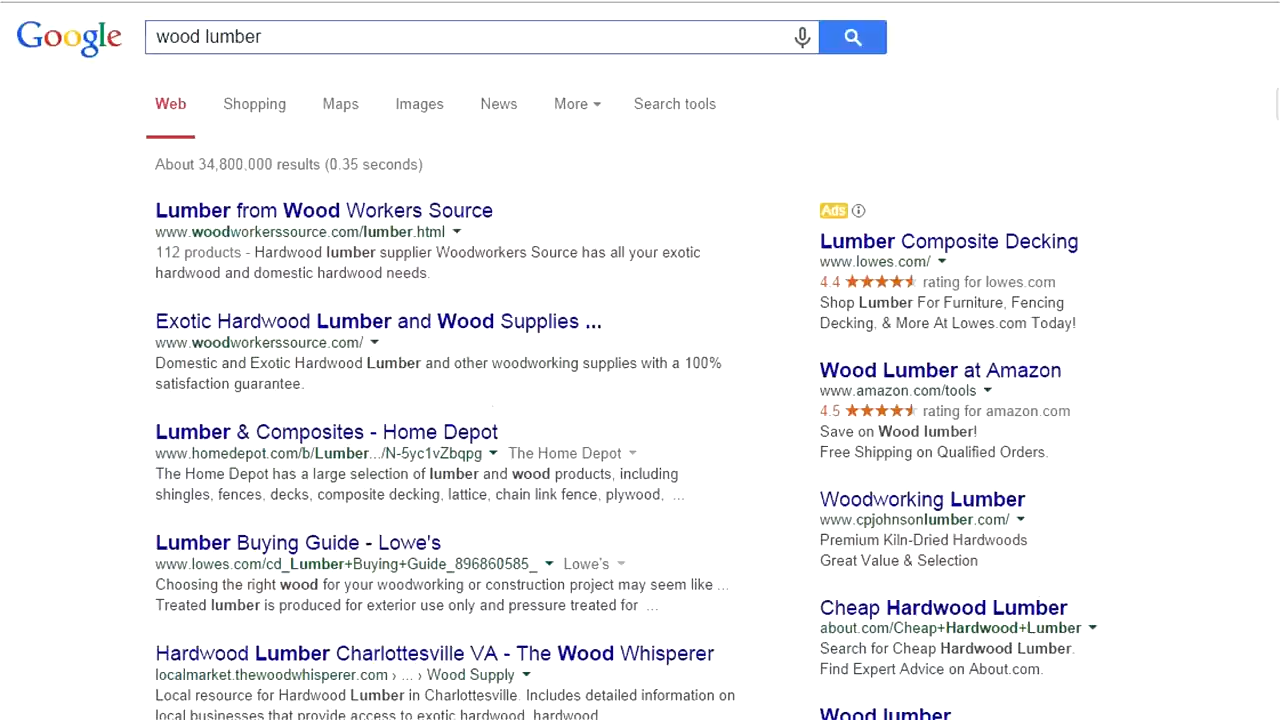 Google
wood lumber
Web Shopping Maps Images News More Search tools
About 34,800,000 results (0.35 seconds)
Lumber from Wood Workers Source
www.woodworkerssource.com/lumber.html
112 products - Hardwood lumber supplier Woodworkers Source has all your exotic
hardwood and domestic hardwood needs.
Exotic Hardwood Lumber and Wood Supplies ...
www.woodworkerssource.com/
Domestic and Exotic Hardwood Lumber and other woodworking supplies with a 100%
satisfaction guarantee.
Lumber & Composites - Home Depot
www.homedepot.com/b/Lumber.../N-5yc1vZbqpg The Home Depot
The Home Depot has a large selection of lumber and wood products, including
shingles, fences, decks, composite decking, lattice, chain link fence, plywood, ...
Lumber Buying Guide - Lowe's
www.lowes.com/cd_Lumber+Buying+Guide_896860585_ Lowe's
Choosing the right wood for your woodworking or construction project may seem like ...
Treated lumber is produced for exterior use only and pressure treated for ...
Hardwood Lumber Charlottesville VA - The Wood Whisperer
localmarket.thewoodwhisperer.com › ... › Wood Supply
Local resource for Hardwood Lumber in Charlottesville. Includes detailed information on
local businesses that provide access to exotic hardwood, hardwood
Ads
Lumber Composite Decking
www.lowes.com/
4.4 ★★★★★ rating for lowes.com
Shop Lumber For Furniture, Fencing
Decking, & More At Lowes.com Today!
Wood Lumber at Amazon
www.amazon.com/tools
4.5 ★★★★★ rating for amazon.com
Save on Wood lumber!
Free Shipping on Qualified Orders.
Woodworking Lumber
www.cpjohnsonlumber.com/
Premium Kiln-Dried Hardwoods
Great Value & Selection
Cheap Hardwood Lumber
about.com/Cheap+Hardwood+Lumber
Search for Cheap Hardwood Lumber.
Find Expert Advice on About.com.
Wood lumber